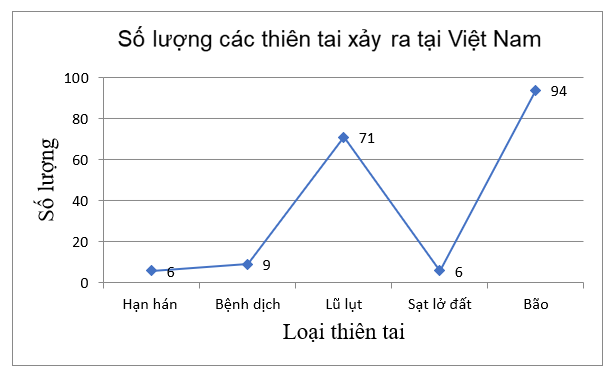 Số lượng các thiên tai xảy ra tại Việt Nam
Số lượng
100
80
60
40
20
0
6
9
71
6
94
Hạn hán
Bệnh dịch
Lũ lụt
Sạt lở đất
Bão
Loại thiên tai